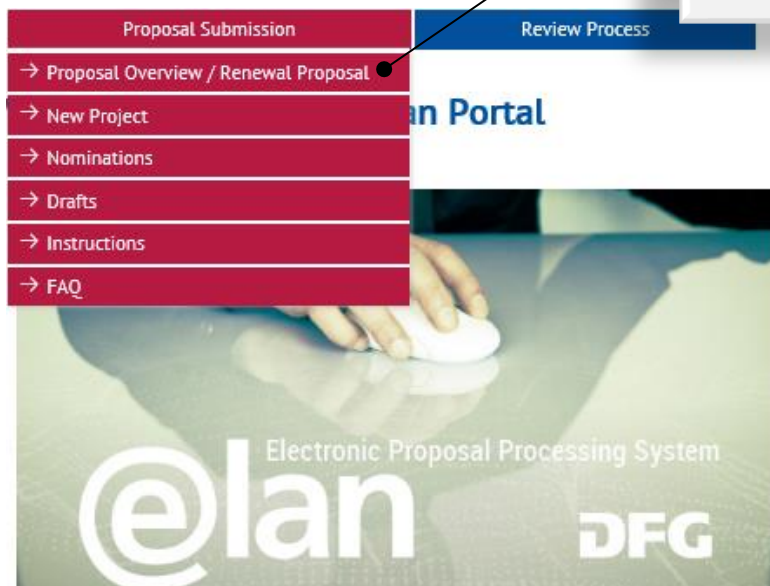 Proposal Submission
Review Process
→ Proposal Overview / Renewal Proposal
→ New Project
an Portal
→ Nominations
→ Drafts
→ Instructions
→ FAQ
Electronic Proposal Processing System
@lan
DFG